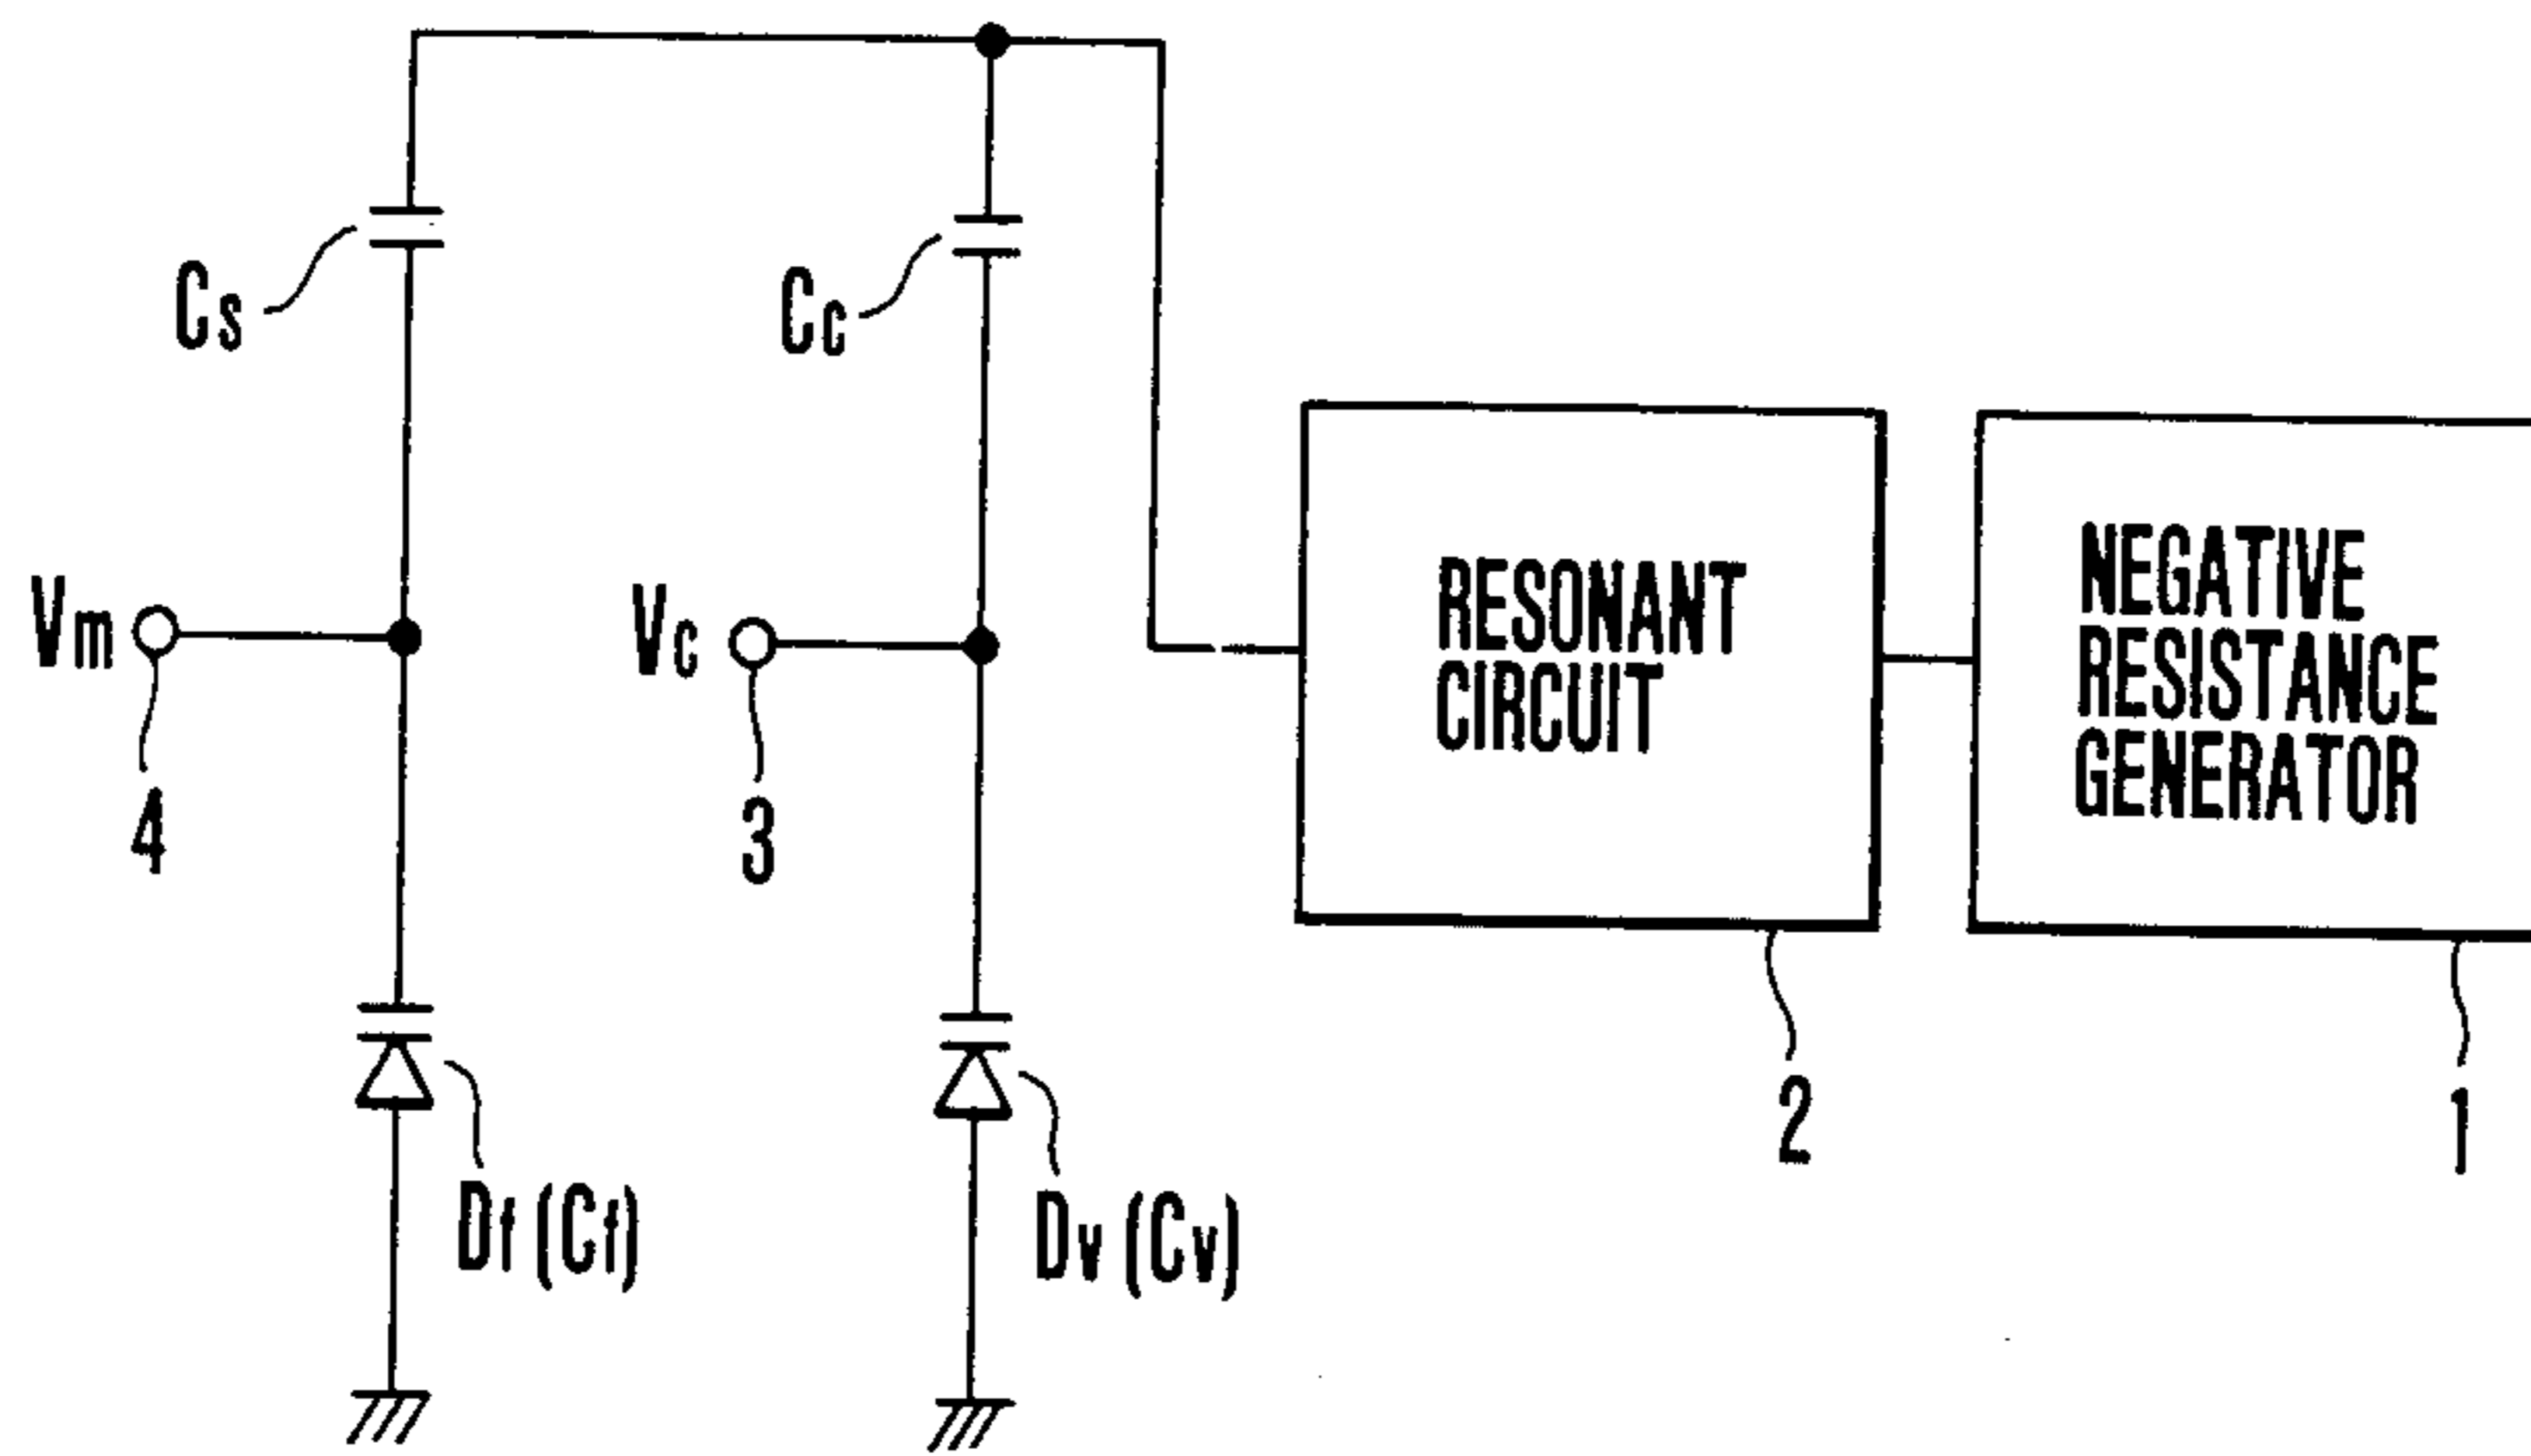 Cs
Cc
Vm
Vc
4
3
RESONANT
CIRCUIT
NEGATIVE
RESISTANCE
GENERATOR
Df (Cf)
Dv (Cv)
2
1